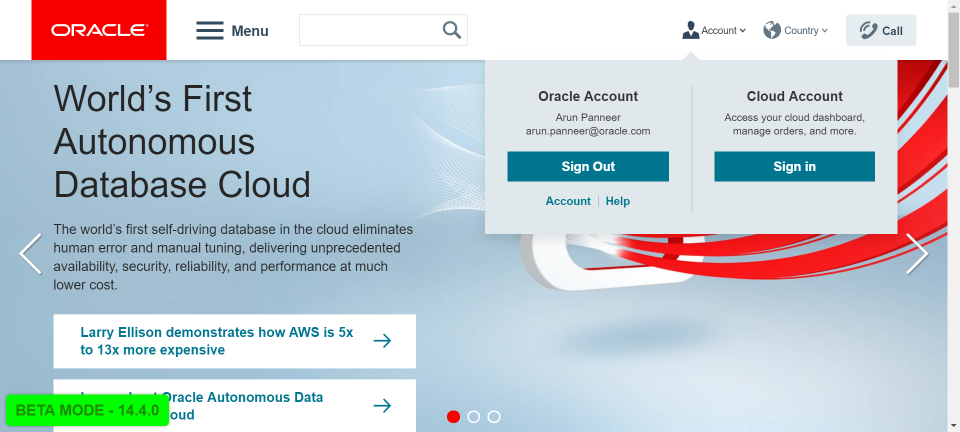 ORACLE
Menu
Account
Country
Call
World's First
Autonomous
Database Cloud
The world's first self-driving database in the cloud eliminates
human error and manual tuning, delivering unprecedented
availability, security, reliability, and performance at much
lower cost.
Larry Ellison demonstrates how AWS is 5x
to 13x more expensive
Oracle Autonomous Data
BETA MODE - 14.4.0
Oracle Account
Arun Panneer
arun.panneer@oracle.com
Sign Out
Account | Help
Cloud Account
Access your cloud dashboard,
manage orders, and more.
Sign in